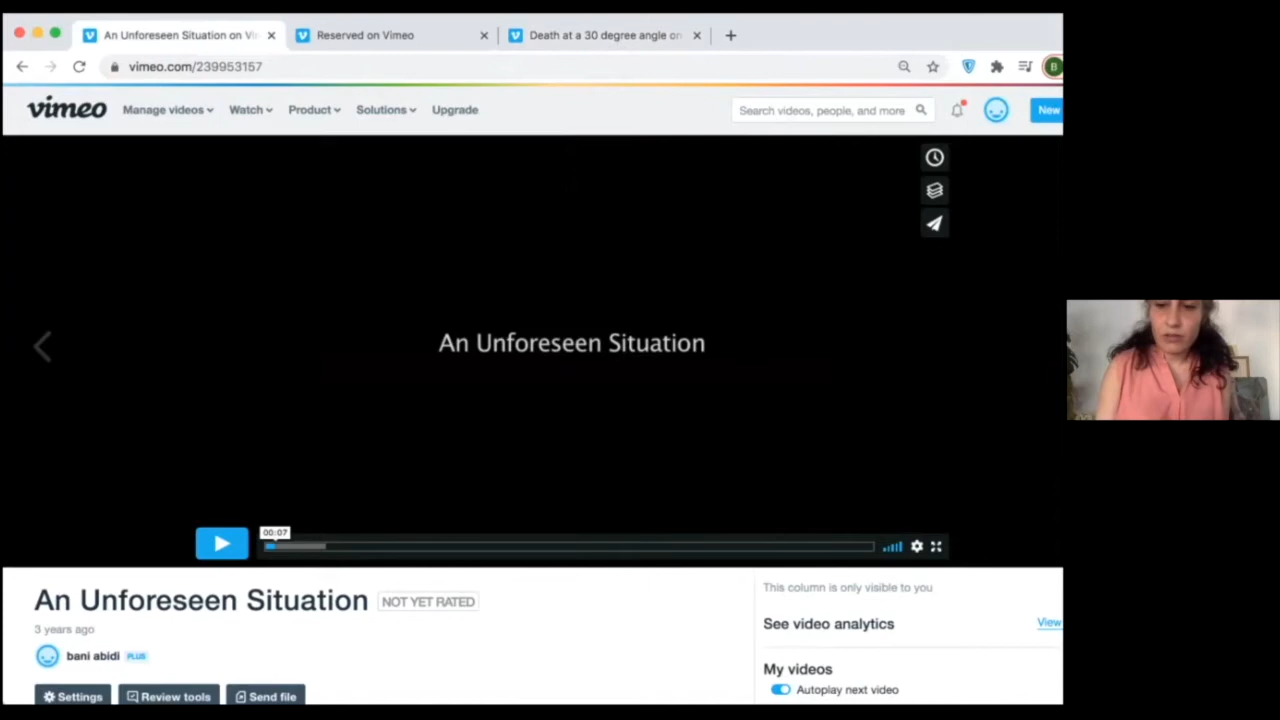 An Unforeseen Situation on Vi
Reserved on Vimeo
Death at a 30 degree angle on
vimeo.com/239953157
B
vimeo
Manage videos
Watch
Product
Solutions
Upgrade
Search videos, people, and more
New
An Unforeseen Situation
00:07
An Unforeseen Situation
NOT YET RATED
3 years ago
bani abidi PLUS
Settings
Review tools
Send file
This column is only visible to you
See video analytics
View
My videos
Autoplay next video